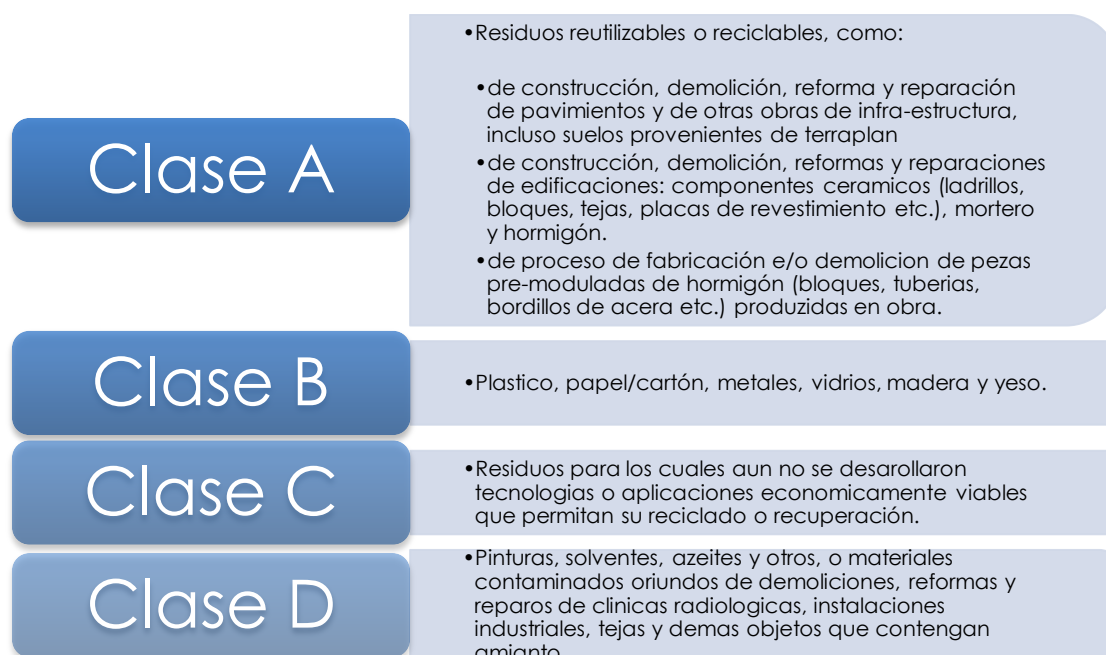 Clase A
•Residuos reutilizables o reciclables, como:
•de construcción, demolición, reforma y reparación
de pavimientos y de otras obras de infra-estructura,
incluso suelos provenientes de terraplan
•de construcción, demolición, reformas y reparaciones
de edificaciones: componentes ceramicos (ladrillos,
bloques, tejas, placas de revestimiento etc.), mortero
y hormigón.
•de proceso de fabricación e/o demolicion de pezas
pre-moduladas de hormigón (bloques, tuberias,
bordillos de acera etc.) produzidas en obra.
Clase B
•Plastico, papel/cartón, metales, vidrios, madera y yeso.
Clase C
•Residuos para los cuales aun no se desarollaron
tecnologias o aplicaciones economicamente viables
que permitan su reciclado o recuperación.
Clase D
•Pinturas, solventes, azeites y otros, o materiales
contaminados oriundos de demoliciones, reformas y
reparos de clinicas radiologicas, instalaciones
industriales, tejas y demas objetos que contengan
amianto